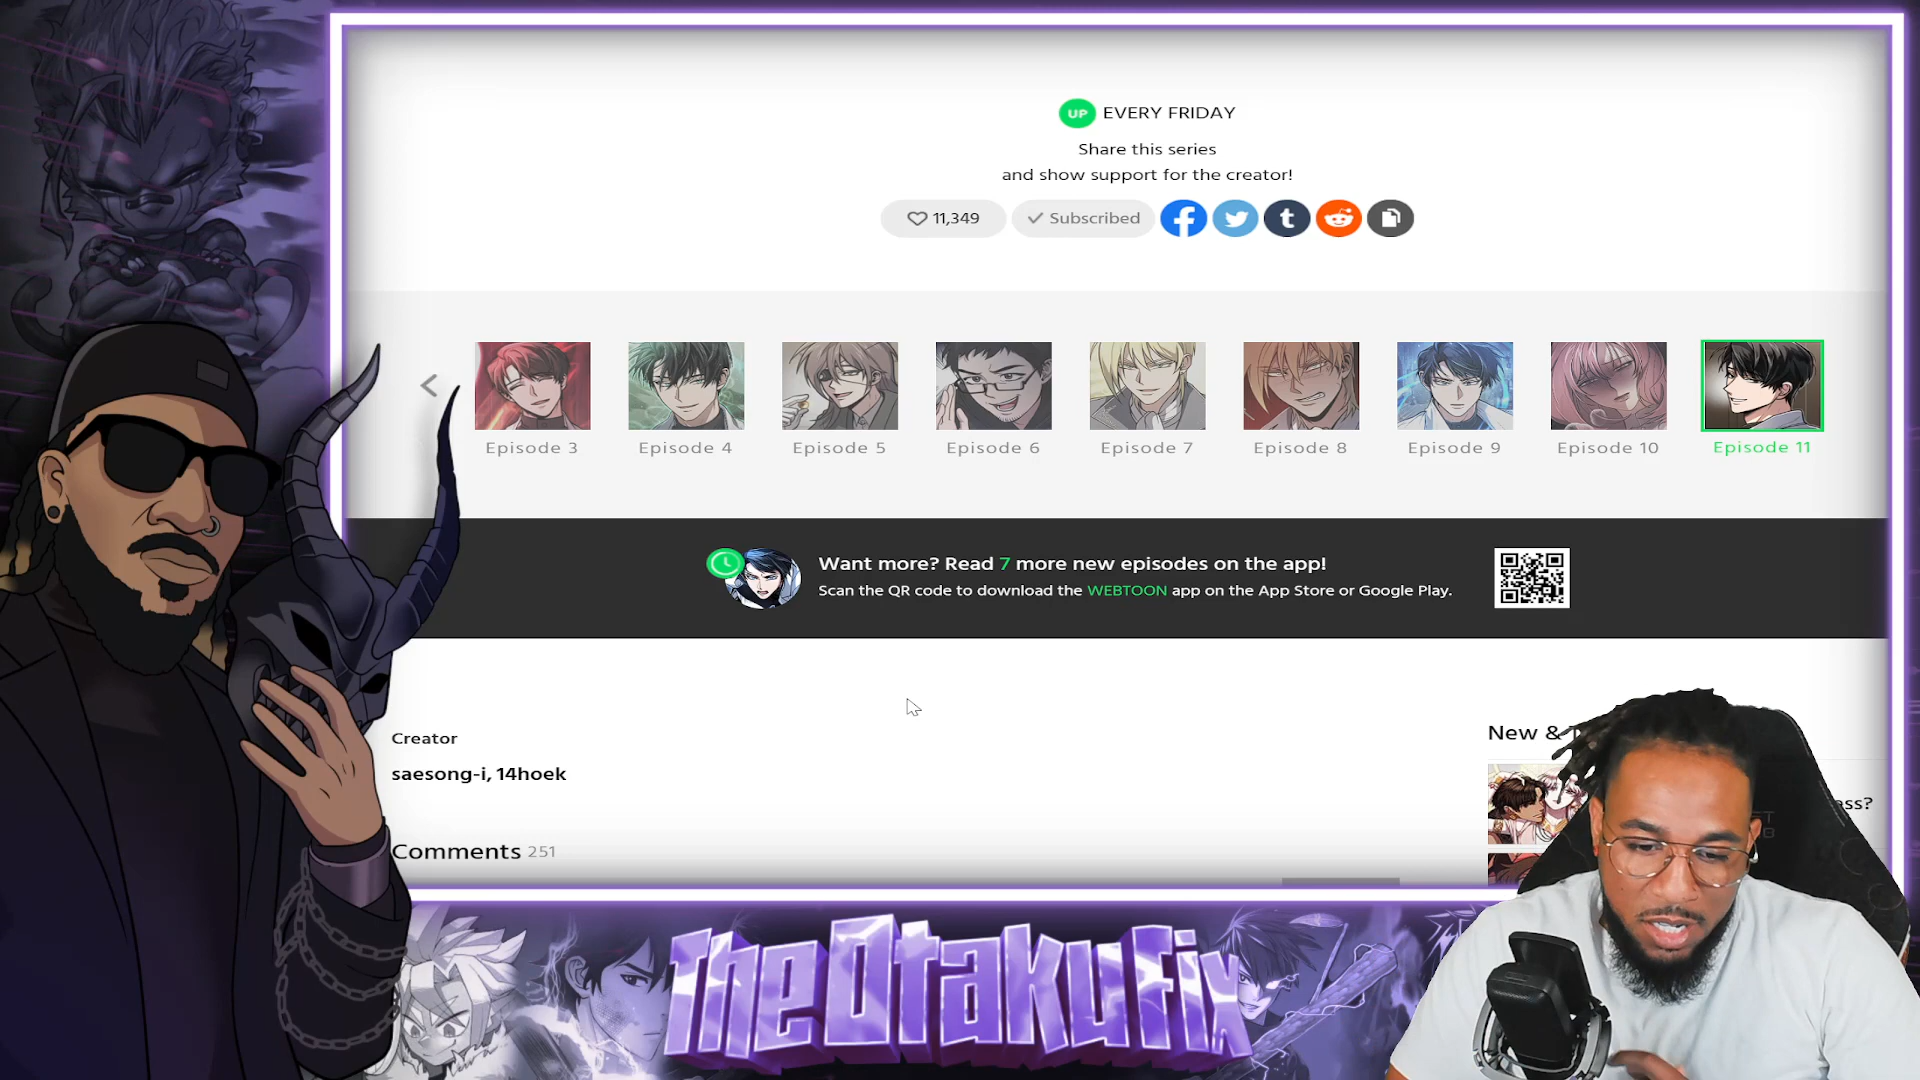 UP EVERY FRIDAY
Share this series
and show support for the creator!
11,349
Subscribed
Episode 3
Episode 4
Episode 5
Episode 6
Episode 7
Episode 8
Episode 9
Episode 10
Episode 11
Want more? Read 7 more new episodes on the app!
Scan the QR code to download the WEBTOON app on the App Store or Google Play.
Creator
saesong-i, 14hoek
New &
Comments 251
TheOtakuFix